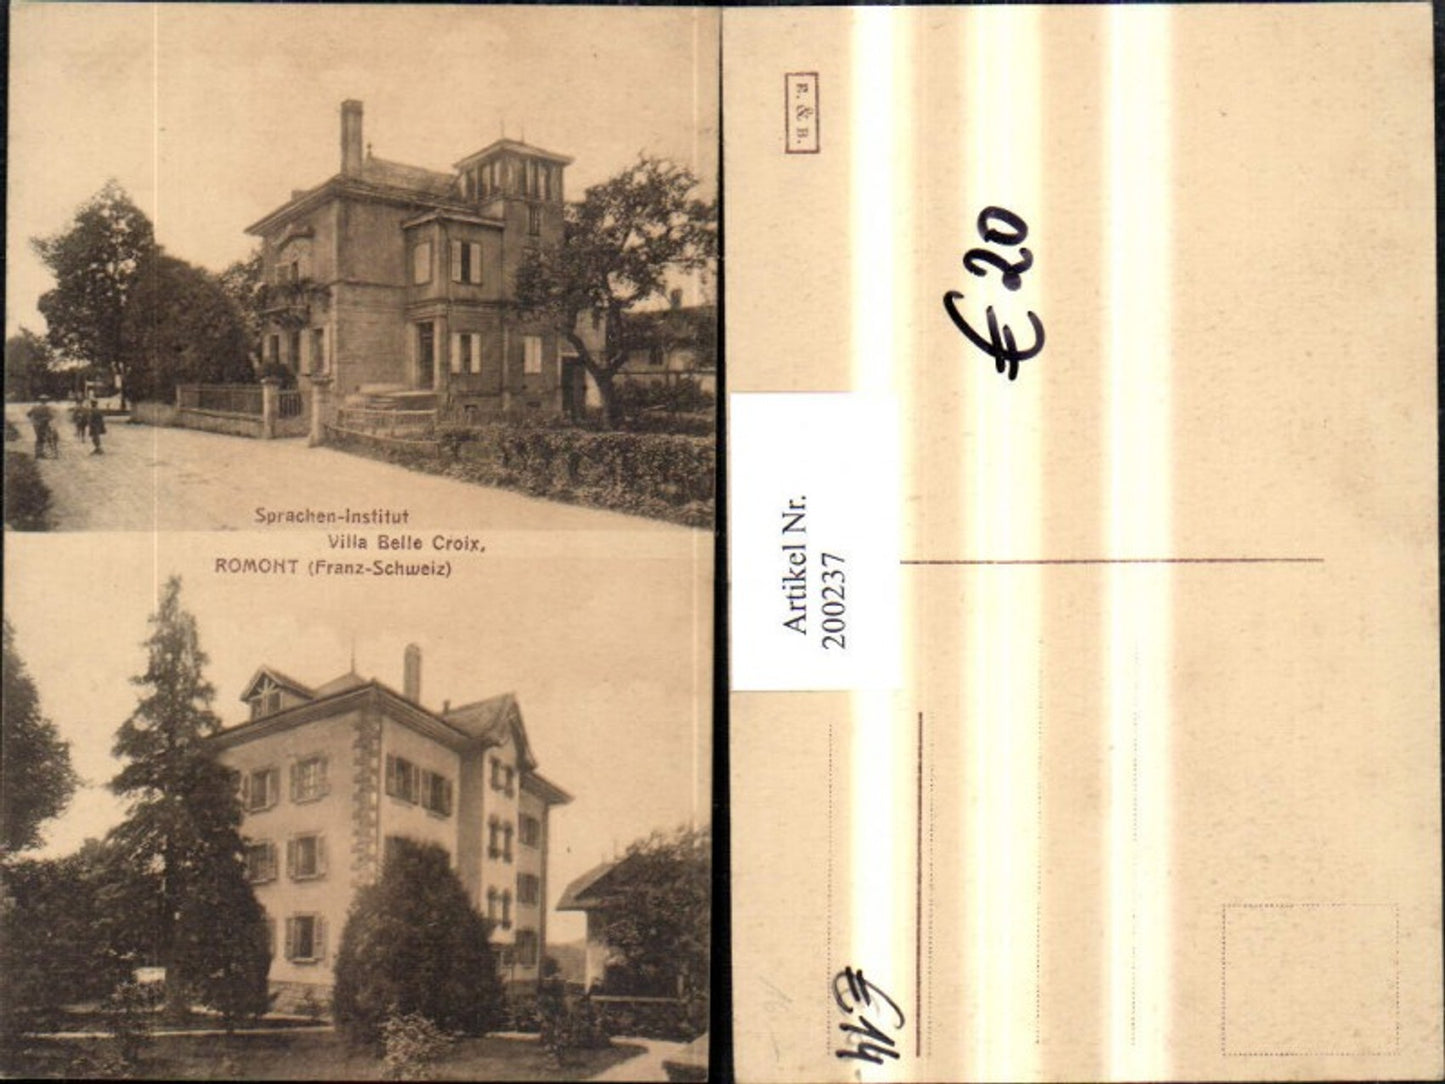 Sprachen-Institut
Villa Belle Croix,
ROMONT (Franz-Schweiz)
E. & B.
€ 20
Artikel Nr.
200237
€ 14